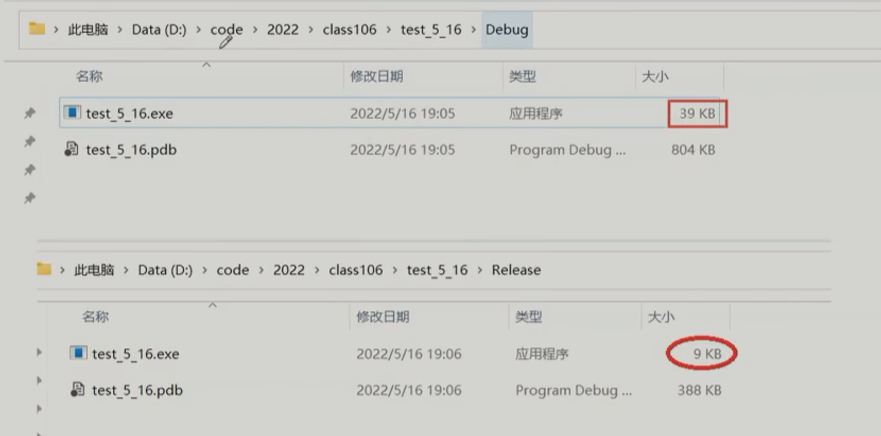 此电脑 > Data (D:) > code > 2022 > class106 > test_5_16 > Debug
名称 修改日期 类型 大小
test_5_16.exe 2022/5/16 19:05 应用程序 39 KB
test_5_16.pdb 2022/5/16 19:05 Program Debug ... 804 KB
此电脑 > Data (D:) > code > 2022 > class106 > test_5_16 > Release
名称 修改日期 类型 大小
test_5_16.exe 2022/5/16 19:06 应用程序 9 KB
test_5_16.pdb 2022/5/16 19:06 Program Debug ... 388 KB